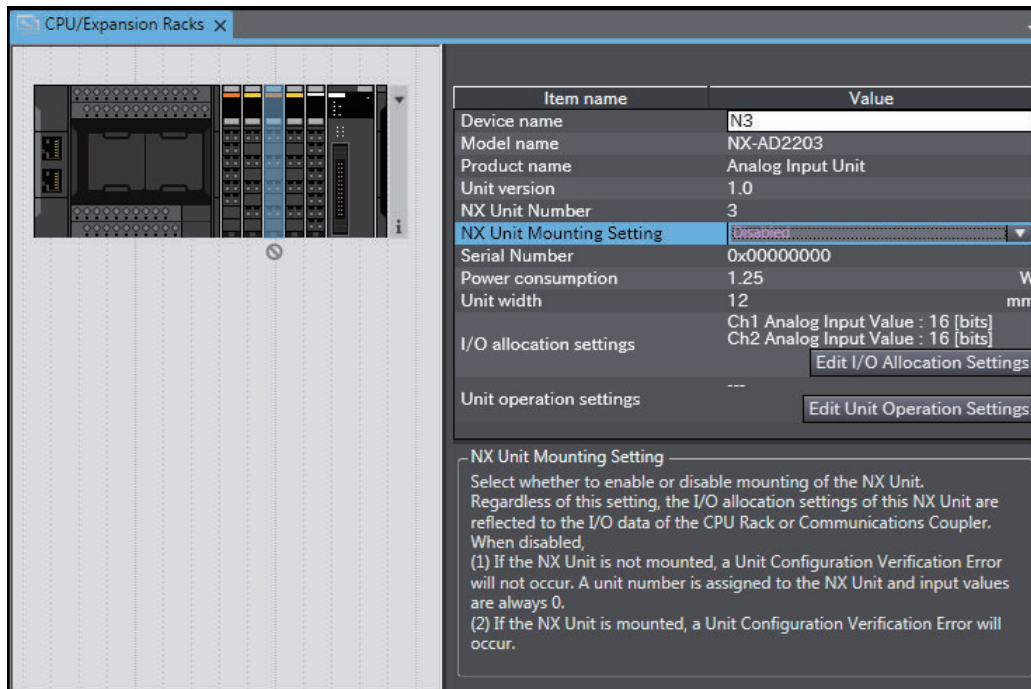 CPU/Expansion Racks
Item name Value
Device name N3
Model name NX-AD2203
Product name Analog Input Unit
Unit version 1.0
NX Unit Number 3
NX Unit Mounting Setting Disabled
Serial Number 0x00000000
Power consumption 1.25 W
Unit width 12 mm
I/O allocation settings
Ch1 Analog Input Value : 16 [bits]
Ch2 Analog Input Value : 16 [bits]
Edit I/O Allocation Settings
Unit operation settings
---
Edit Unit Operation Settings
NX Unit Mounting Setting
Select whether to enable or disable mounting of the NX Unit.
Regardless of this setting, the I/O allocation settings of this NX Unit are
reflected to the I/O data of the CPU Rack or Communications Coupler.
When disabled,
(1) If the NX Unit is not mounted, a Unit Configuration Verification Error
will not occur. A unit number is assigned to the NX Unit and input values
are always 0.
(2) If the NX Unit is mounted, a Unit Configuration Verification Error will
occur.